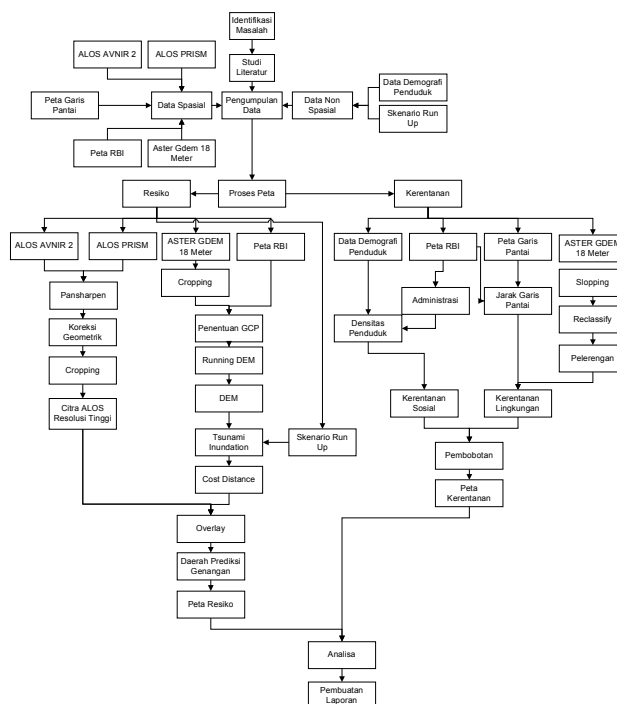 Identifikasi
Masalah
ALOS AVNIR 2
ALOS PRISM
Studi
Literatur
Data Demografi
Penduduk
Peta Garis
Pantai
Data Spasial
Pengumpulan
Data
Data Non
Spasial
Skenario Run
Up
Peta RBI
Aster Gdem 18
Meter
Resiko
Proses Peta
Kerentanan
ALOS AVNIR 2
ALOS PRISM
ASTER GDEM
18 Meter
Peta RBI
Data Demografi
Penduduk
Peta RBI
Peta Garis
Pantai
ASTER GDEM
18 Meter
Pansharpen
Cropping
Administrasi
Jarak Garis
Pantai
Slopping
Koreksi
Geometrik
Penentuan GCP
Densitas
Penduduk
Reclassify
Cropping
Running DEM
Pelerengan
Citra ALOS
Resolusi Tinggi
DEM
Kerentanan
Sosial
Kerentanan
Lingkungan
Tsunami
Inundation
Skenario Run
Up
Pembobotan
Cost Distance
Peta
Kerentanan
Overlay
Daerah Prediksi
Genangan
Peta Resiko
Analisa
Pembuatan
Laporan